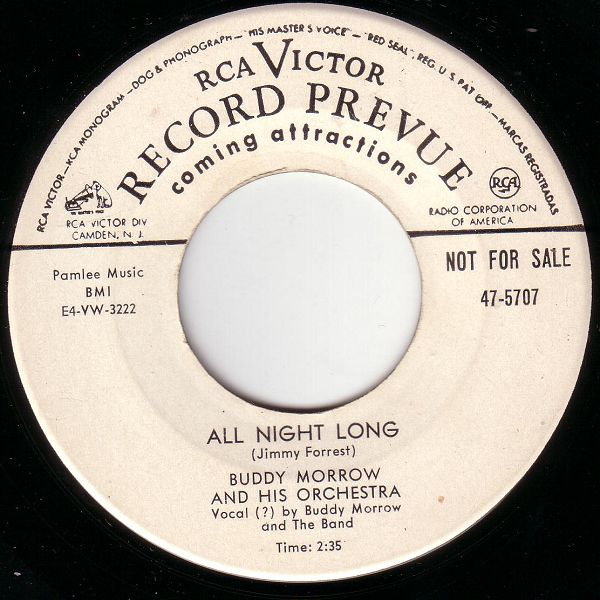 RCA VICTOR—RCA MONOGRAM—DOG & PHONOGRAPH—"HIS MASTER'S VOICE"—"RED SEAL" REG. U. S. PAT. OFF.—MARCAS REGISTRADAS
RCA VICTOR
RECORD PREVUE
coming attractions
"HIS MASTER'S VOICE"
RCA VICTOR DIV
CAMDEN, N. J.
RCA
RADIO CORPORATION
OF AMERICA
Pamlee Music
BMI
E4-VW-3222
NOT FOR SALE
47-5707
ALL NIGHT LONG
(Jimmy Forrest)
BUDDY MORROW
AND HIS ORCHESTRA
Vocal (?) by Buddy Morrow
and The Band
Time: 2:35